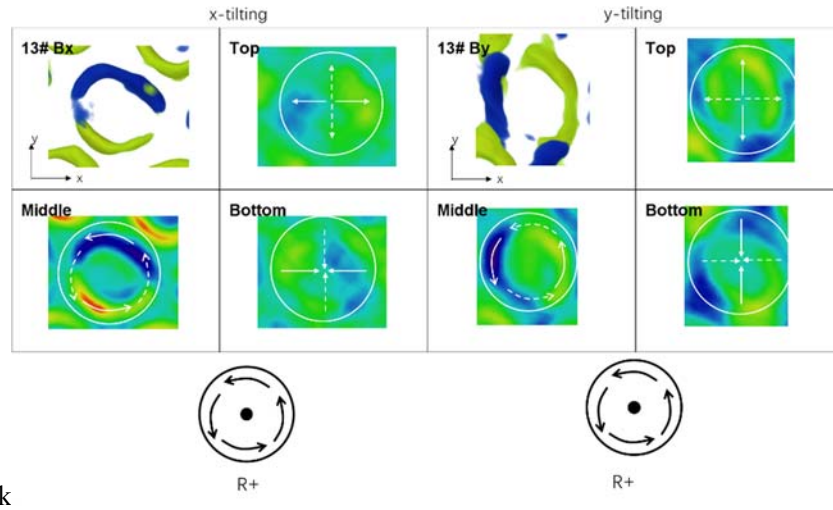 x-tilting
y-tilting
13# Bx
Top
13# By
Top
y
x
y
x
Middle
Bottom
Middle
Bottom
R+
R+
k